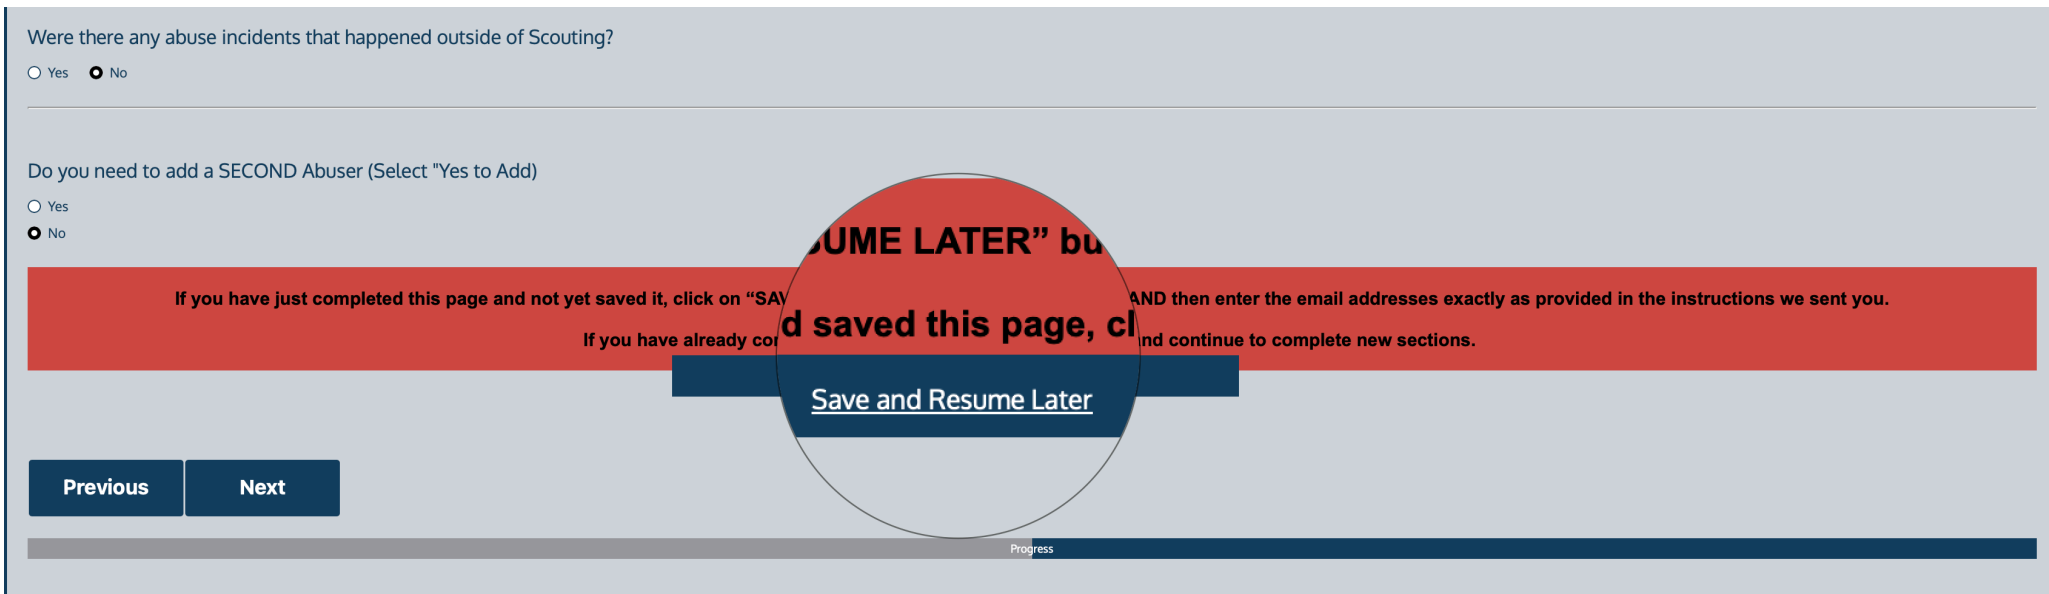 Were there any abuse incidents that happened outside of Scouting?
Yes No
Do you need to add a SECOND Abuser (Select "Yes to Add)
Yes
No
UME LATER” bu
If you have just completed this page and not yet saved it, click on “SAV AND then enter the email addresses exactly as provided in the instructions we sent you.
d saved this page, cl
If you have already co nd continue to complete new sections.
Save and Resume Later
Previous Next
Progress